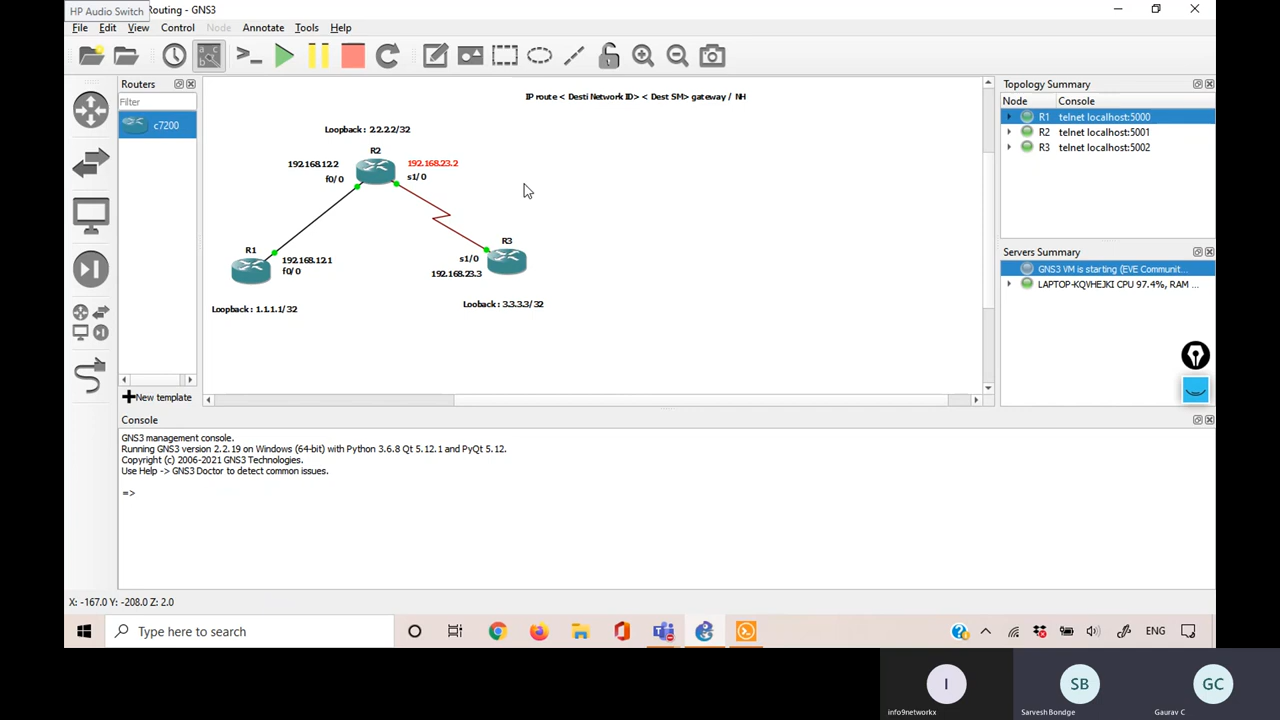 HP Audio Switch
Routing - GNS3
File Edit View Control Node Annotate Tools Help
Routers
Filter
c7200
New template
IP route < Desti Network ID> < Dest SM> gateway / NH
Loopback : 2.2.2.2/32
R2
192.168.12.2
192.168.23.2
f0/0
s1/0
R1
192.168.12.1
f0/0
Loopback : 1.1.1.1/32
R3
s1/0
192.168.23.3
Looback : 3.3.3.3/32
Topology Summary
Node Console
R1 telnet localhost:5000
R2 telnet localhost:5001
R3 telnet localhost:5002
Servers Summary
GNS3 VM is starting (EVE Communit...
LAPTOP-KQVHEJKI CPU 97.4%, RAM ...
Console
GNS3 management console.
Running GNS3 version 2.2.19 on Windows (64-bit) with Python 3.6.8 Qt 5.12.1 and PyQt 5.12.
Copyright (c) 2006-2021 GNS3 Technologies.
Use Help -> GNS3 Doctor to detect common issues.
=>
X: -167.0 Y: -208.0 Z: 2.0
Type here to search
ENG
I
SB
GC
info9networkx
Sarvesh Bondge
Gaurav C